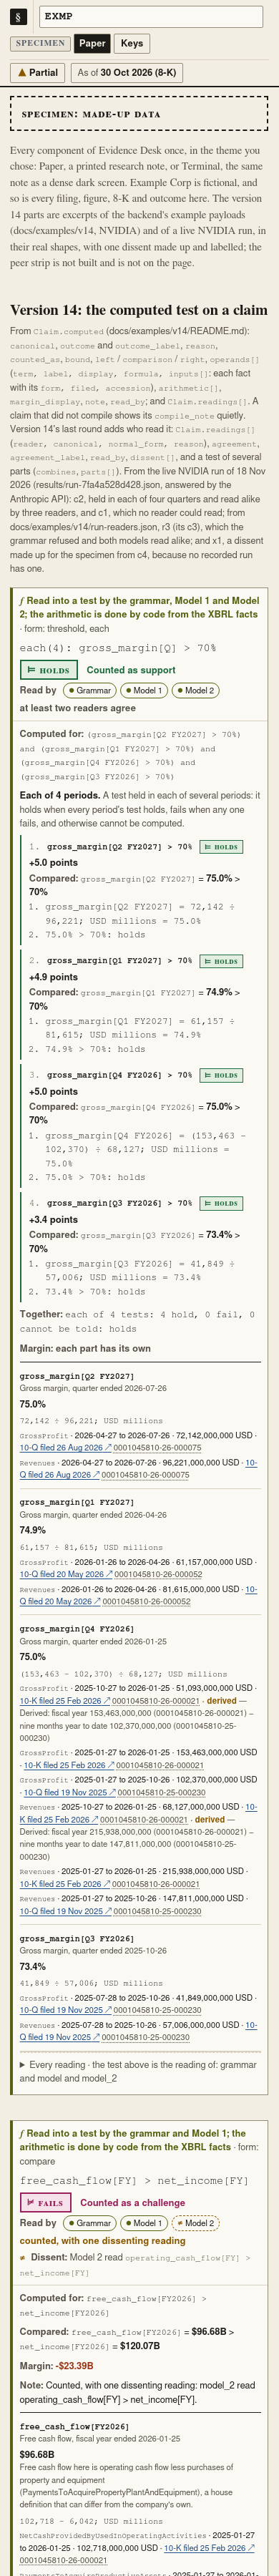 § EXMP
SPECIMEN Paper Keys
▲ Partial As of 30 Oct 2026 (8-K)
SPECIMEN: MADE-UP DATA
Every component of Evidence Desk once, in the theme you
chose: Paper, a printed research note, or Terminal, the same
note as a dense dark screen. Example Corp is fictional, and
so is every filing, figure, 8-K and outcome here. The version
14 parts are excerpts of the backend's example payloads
(docs/examples/v14, NVIDIA) and of a live NVIDIA run, in
their real shapes, with one dissent made up and labelled; the
peer strip is not built and is not on the page.
Version 14: the computed test on a claim
From Claim.computed (docs/examples/v14/README.md):
canonical, outcome and outcome_label, reason,
counted_as, bound, left / comparison / right, operands[]
(term, label, display, formula, inputs[]: each fact
with its form, filed, accession), arithmetic[],
margin_display, note, read_by; and Claim.readings[]. A
claim that did not compile shows its compile_note quietly.
Version 14's last round adds who read it: Claim.readings[]
(reader, canonical, normal_form, reason), agreement,
agreement_label, read_by, dissent[], and a test of several
parts (combines, parts[]). From the live NVIDIA run of 18 Nov
2026 (results/run-7fa4a528d428.json, answered by the
Anthropic API): c2, held in each of four quarters and read alike
by three readers, and c1, which no reader could read; from
docs/examples/v14/run-readers.json, r3 (its c3), which the
grammar refused and both models read alike; and x1, a dissent
made up for the specimen from c4, because no recorded run
has one.
ƒ Read into a test by the grammar, Model 1 and Model
2; the arithmetic is done by code from the XBRL facts
· form: threshold, each
each(4): gross_margin[Q] > 70%
⊨ HOLDS Counted as support
Read by ● Grammar ● Model 1 ● Model 2
at least two readers agree
Computed for: (gross_margin[Q2 FY2027] > 70%)
and (gross_margin[Q1 FY2027] > 70%) and
(gross_margin[Q4 FY2026] > 70%) and
(gross_margin[Q3 FY2026] > 70%)
Each of 4 periods. A test held in each of several periods: it
holds when every period's test holds, fails when any one
fails, and otherwise cannot be computed.
1. gross_margin[Q2 FY2027] > 70% ⊨ HOLDS
+5.0 points
Compared: gross_margin[Q2 FY2027] = 75.0% >
70%
1. gross_margin[Q2 FY2027] = 72,142 ÷
96,221; USD millions = 75.0%
2. 75.0% > 70%: holds
2. gross_margin[Q1 FY2027] > 70% ⊨ HOLDS
+4.9 points
Compared: gross_margin[Q1 FY2027] = 74.9% >
70%
1. gross_margin[Q1 FY2027] = 61,157 ÷
81,615; USD millions = 74.9%
2. 74.9% > 70%: holds
3. gross_margin[Q4 FY2026] > 70% ⊨ HOLDS
+5.0 points
Compared: gross_margin[Q4 FY2026] = 75.0% >
70%
1. gross_margin[Q4 FY2026] = (153,463 −
102,370) ÷ 68,127; USD millions =
75.0%
2. 75.0% > 70%: holds
4. gross_margin[Q3 FY2026] > 70% ⊨ HOLDS
+3.4 points
Compared: gross_margin[Q3 FY2026] = 73.4% >
70%
1. gross_margin[Q3 FY2026] = 41,849 ÷
57,006; USD millions = 73.4%
2. 73.4% > 70%: holds
Together: each of 4 tests: 4 hold, 0 fail, 0
cannot be told: holds
Margin: each part has its own
gross_margin[Q2 FY2027]
Gross margin, quarter ended 2026-07-26
75.0%
72,142 ÷ 96,221; USD millions
GrossProfit · 2026-04-27 to 2026-07-26 · 72,142,000,000 USD ·
10-Q filed 26 Aug 2026 ↗ 0001045810-26-000075
Revenues · 2026-04-27 to 2026-07-26 · 96,221,000,000 USD · 10-
Q filed 26 Aug 2026 ↗ 0001045810-26-000075
gross_margin[Q1 FY2027]
Gross margin, quarter ended 2026-04-26
74.9%
61,157 ÷ 81,615; USD millions
GrossProfit · 2026-01-26 to 2026-04-26 · 61,157,000,000 USD ·
10-Q filed 20 May 2026 ↗ 0001045810-26-000052
Revenues · 2026-01-26 to 2026-04-26 · 81,615,000,000 USD · 10-
Q filed 20 May 2026 ↗ 0001045810-26-000052
gross_margin[Q4 FY2026]
Gross margin, quarter ended 2026-01-25
75.0%
(153,463 − 102,370) ÷ 68,127; USD millions
GrossProfit · 2025-10-27 to 2026-01-25 · 51,093,000,000 USD ·
10-K filed 25 Feb 2026 ↗ 0001045810-26-000021 · derived —
Derived: fiscal year 153,463,000,000 (0001045810-26-000021) −
nine months year to date 102,370,000,000 (0001045810-25-
000230)
GrossProfit · 2025-01-27 to 2026-01-25 · 153,463,000,000 USD
· 10-K filed 25 Feb 2026 ↗ 0001045810-26-000021
GrossProfit · 2025-01-27 to 2025-10-26 · 102,370,000,000 USD
· 10-Q filed 19 Nov 2025 ↗ 0001045810-25-000230
Revenues · 2025-10-27 to 2026-01-25 · 68,127,000,000 USD · 10-
K filed 25 Feb 2026 ↗ 0001045810-26-000021 · derived —
Derived: fiscal year 215,938,000,000 (0001045810-26-000021) −
nine months year to date 147,811,000,000 (0001045810-25-
000230)
Revenues · 2025-01-27 to 2026-01-25 · 215,938,000,000 USD ·
10-K filed 25 Feb 2026 ↗ 0001045810-26-000021
Revenues · 2025-01-27 to 2025-10-26 · 147,811,000,000 USD ·
10-Q filed 19 Nov 2025 ↗ 0001045810-25-000230
gross_margin[Q3 FY2026]
Gross margin, quarter ended 2025-10-26
73.4%
41,849 ÷ 57,006; USD millions
GrossProfit · 2025-07-28 to 2025-10-26 · 41,849,000,000 USD ·
10-Q filed 19 Nov 2025 ↗ 0001045810-25-000230
Revenues · 2025-07-28 to 2025-10-26 · 57,006,000,000 USD · 10-
Q filed 19 Nov 2025 ↗ 0001045810-25-000230
▶ Every reading · the test above is the reading of: grammar
and model and model_2
ƒ Read into a test by the grammar and Model 1; the
arithmetic is done by code from the XBRL facts · form:
compare
free_cash_flow[FY] > net_income[FY]
⊭ FAILS Counted as a challenge
Read by ● Grammar ● Model 1 ≠ Model 2
counted, with one dissenting reading
≠ Dissent: Model 2 read operating_cash_flow[FY] >
net_income[FY]
Computed for: free_cash_flow[FY2026] >
net_income[FY2026]
Compared: free_cash_flow[FY2026] = $96.68B >
net_income[FY2026] = $120.07B
Margin: -$23.39B
Note: Counted, with one dissenting reading: model_2 read
operating_cash_flow[FY] > net_income[FY].
free_cash_flow[FY2026]
Free cash flow, fiscal year ended 2026-01-25
$96.68B
Free cash flow here is operating cash flow less purchases of
property and equipment
(PaymentsToAcquirePropertyPlantAndEquipment), a house
definition that can differ from the company's own.
102,718 − 6,042; USD millions
NetCashProvidedByUsedInOperatingActivities · 2025-01-27
to 2026-01-25 · 102,718,000,000 USD · 10-K filed 25 Feb 2026 ↗
0001045810-26-000021